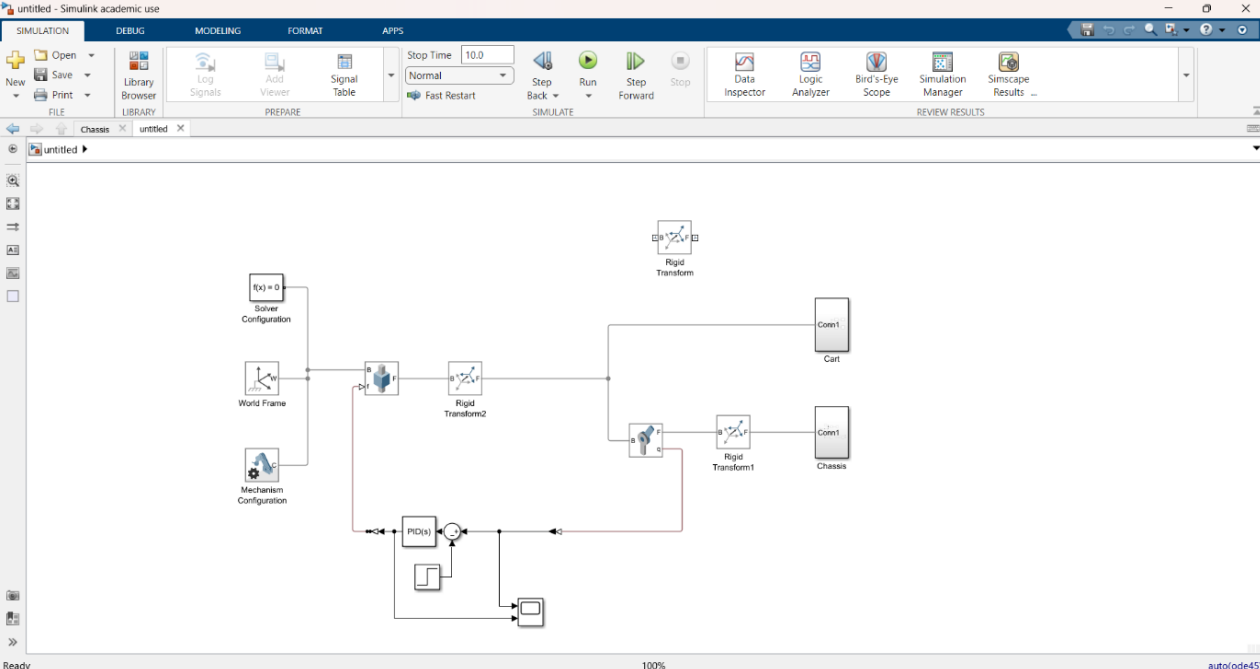 untitled - Simulink academic use
SIMULATION DEBUG MODELING FORMAT APPS
New
Open
Save
Print
FILE
Library
Browser
LIBRARY
Log
Signals
Add
Viewer
Signal
Table
PREPARE
Stop Time 10.0
Normal
Fast Restart
Step
Back
Run
Step
Forward
Stop
SIMULATE
Data
Inspector
Logic
Analyzer
Bird's-Eye
Scope
Simulation
Manager
Simscape
Results ...
REVIEW RESULTS
Chassis untitled
untitled
B F
Rigid
Transform
f(x) = 0
Solver
Configuration
Conn1
Cart
W
World Frame
B F
f
B F
Rigid
Transform2
B F
q
B F
Rigid
Transform1
Conn1
Chassis
C
Mechanism
Configuration
PID(s)
Ready 100% auto(ode45